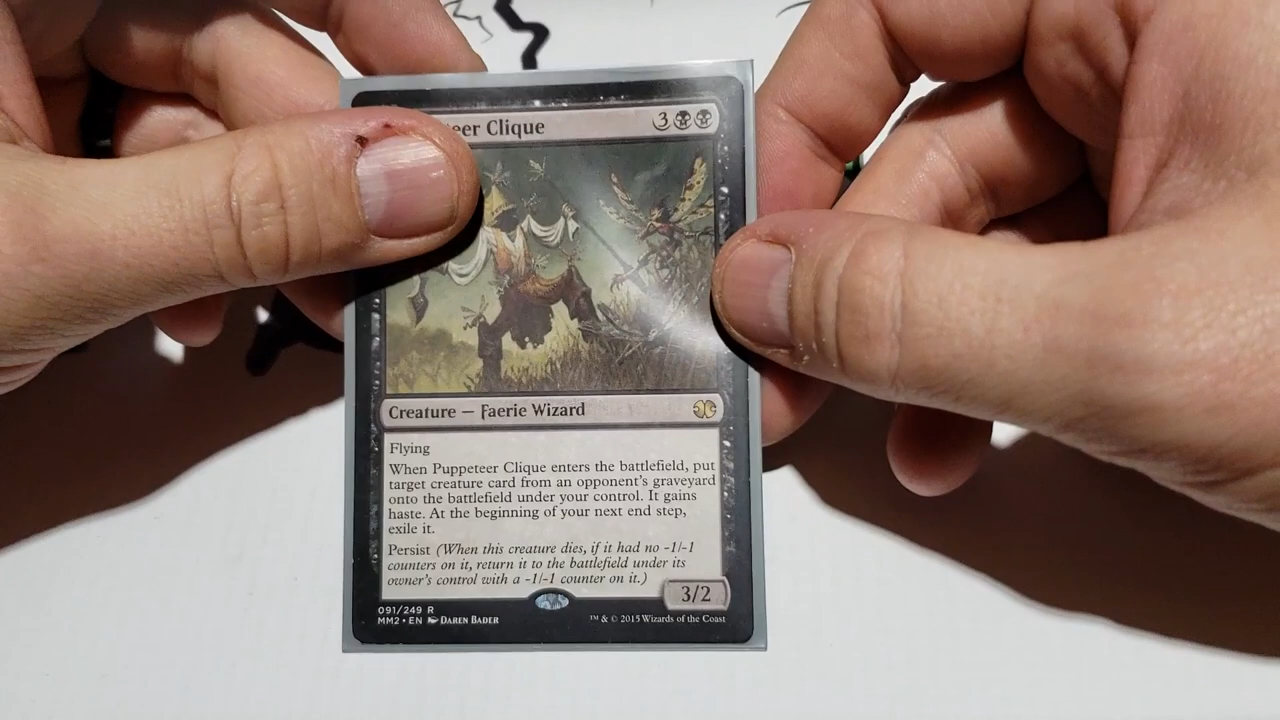 eer Clique 3
Creature — Faerie Wizard
Flying
When Puppeteer Clique enters the battlefield, put
target creature card from an opponent's graveyard
onto the battlefield under your control. It gains
haste. At the beginning of your next end step,
exile it.
Persist (When this creature dies, if it had no -1/-1
counters on it, return it to the battlefield under its
owner's control with a -1/-1 counter on it.)
3/2
091/249 R
MM2 • EN Daren Bader
™ & © 2015 Wizards of the Coast